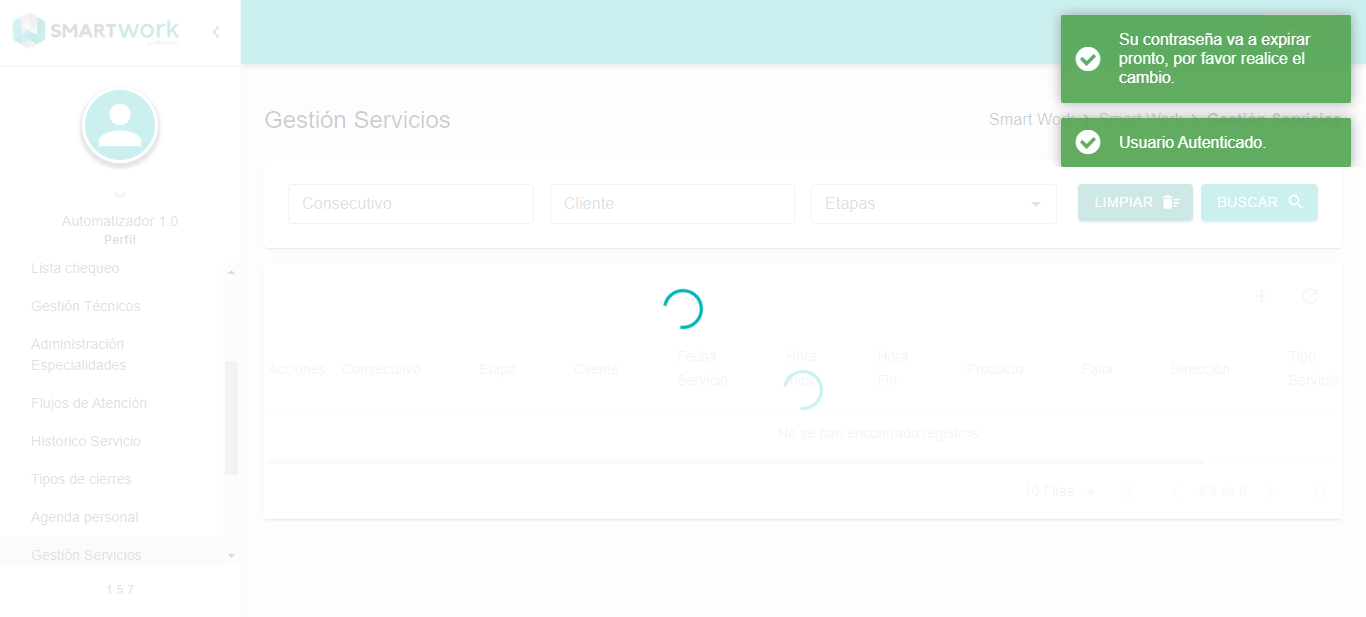 SMARTWORK
Su contraseña va a expirar
pronto, por favor realice el
cambio.
Usuario Autenticado.
Gestión Servicios
Smart Work > Smart Work > Gestión Servicios
Consecutivo
Cliente
Etapas
LIMPIAR
BUSCAR
Automatizador 1.0
Perfil
Lista chequeo
Gestión Técnicos
Administración
Especialidades
Flujos de Atención
Historico Servicio
Tipos de cierres
Agenda personal
Gestión Servicios
1.5.7
Acciones
Consecutivo
Etapa
Cliente
Fecha
Servicio
Hora
Inicio
Hora
Fin
Producto
Falla
Dirección
Tipo
Servicio
No se han encontrado registros
10 Filas
0-0 de 0